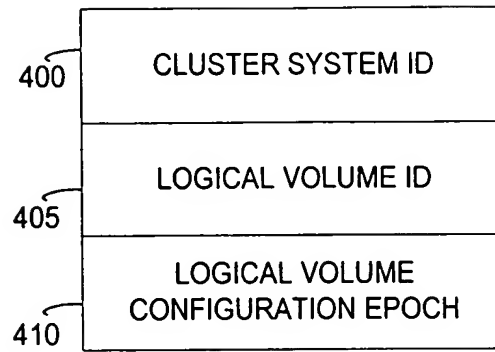 400
CLUSTER SYSTEM ID
405
LOGICAL VOLUME ID
410
LOGICAL VOLUME
CONFIGURATION EPOCH